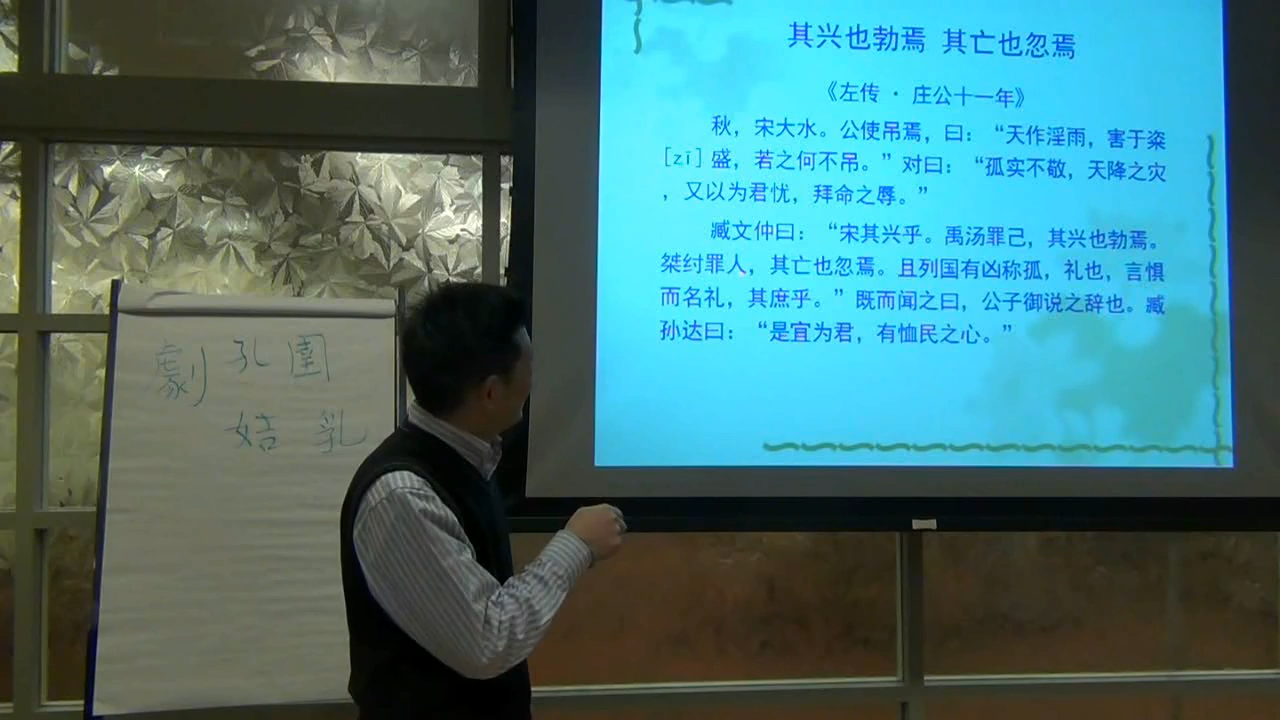 其兴也勃焉 其亡也忽焉
《左传 · 庄公十一年》
秋，宋大水。公使吊焉，曰：“天作淫雨，害于粢
[zī]盛，若之何不吊。”对曰：“孤实不敬，天降之灾
，又以为君忧，拜命之辱。”
臧文仲曰：“宋其兴乎。禹汤罪己，其兴也勃焉。
桀纣罪人，其亡也忽焉。且列国有凶称孤，礼也，言惧
而名礼，其庶乎。”既而闻之曰，公子御说之辞也。臧
孙达曰：“是宜为君，有恤民之心。”
劇 孔 圉
姞 乳